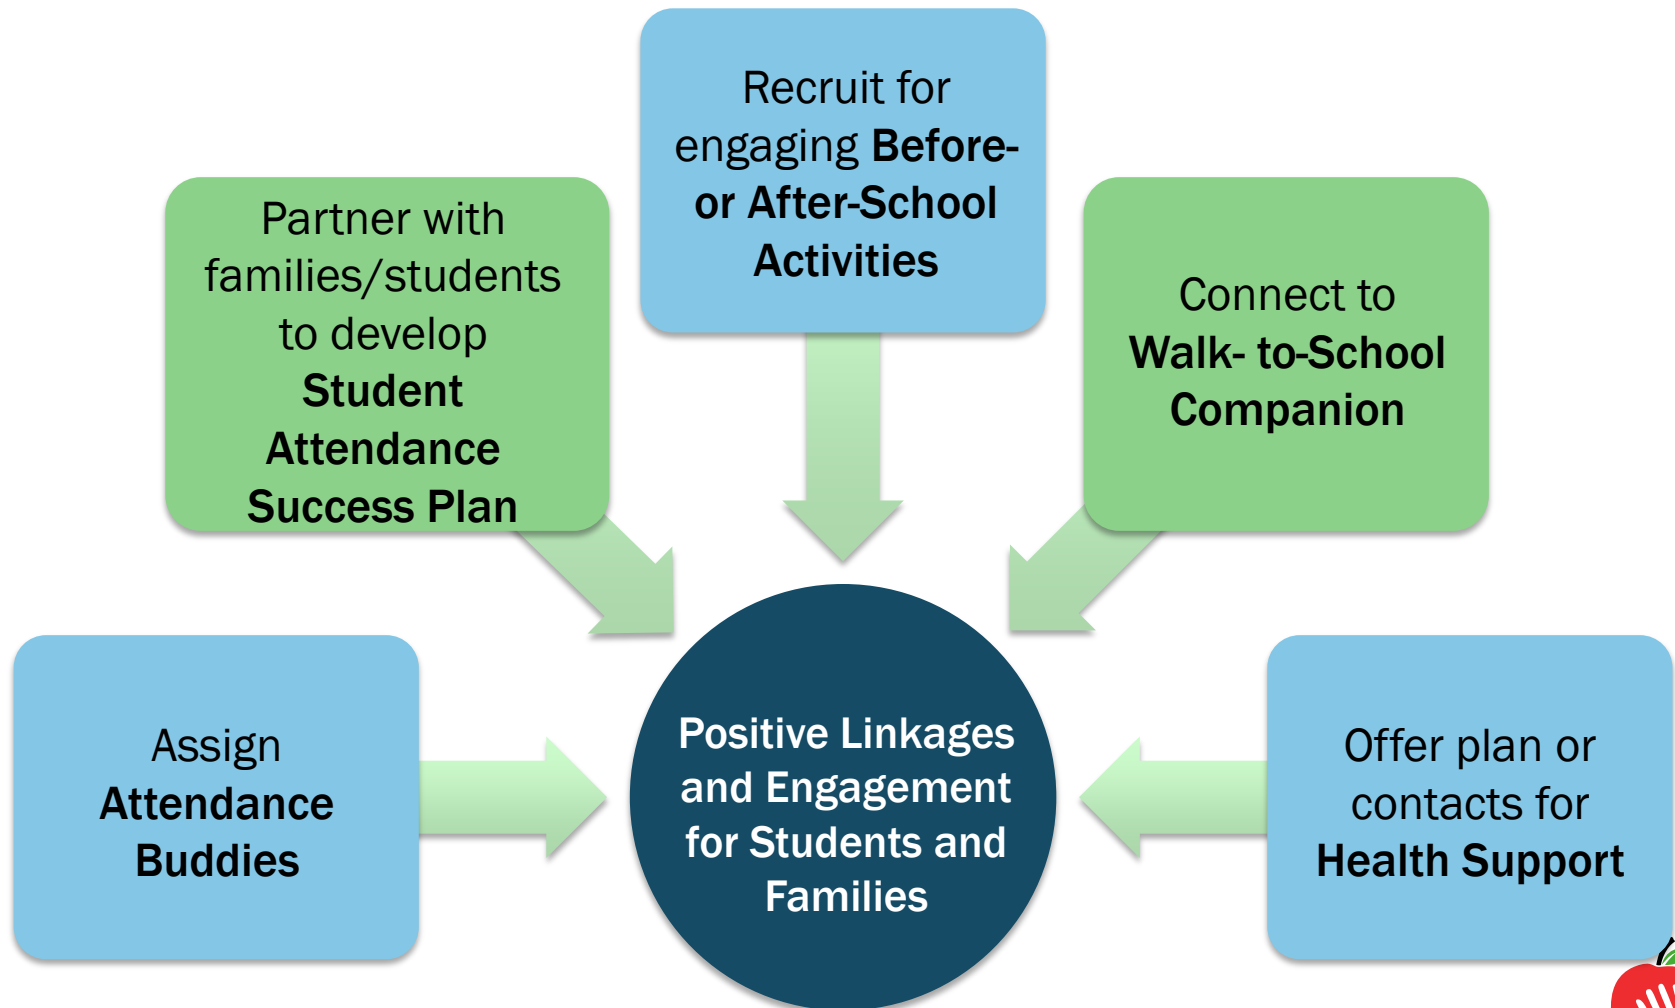 Recruit for
engaging Before-
or After-School
Activities
Partner with
families/students
to develop
Student
Attendance
Success Plan
Connect to
Walk- to-School
Companion
Assign
Attendance
Buddies
Positive Linkages
and Engagement
for Students and
Families
Offer plan or
contacts for
Health Support